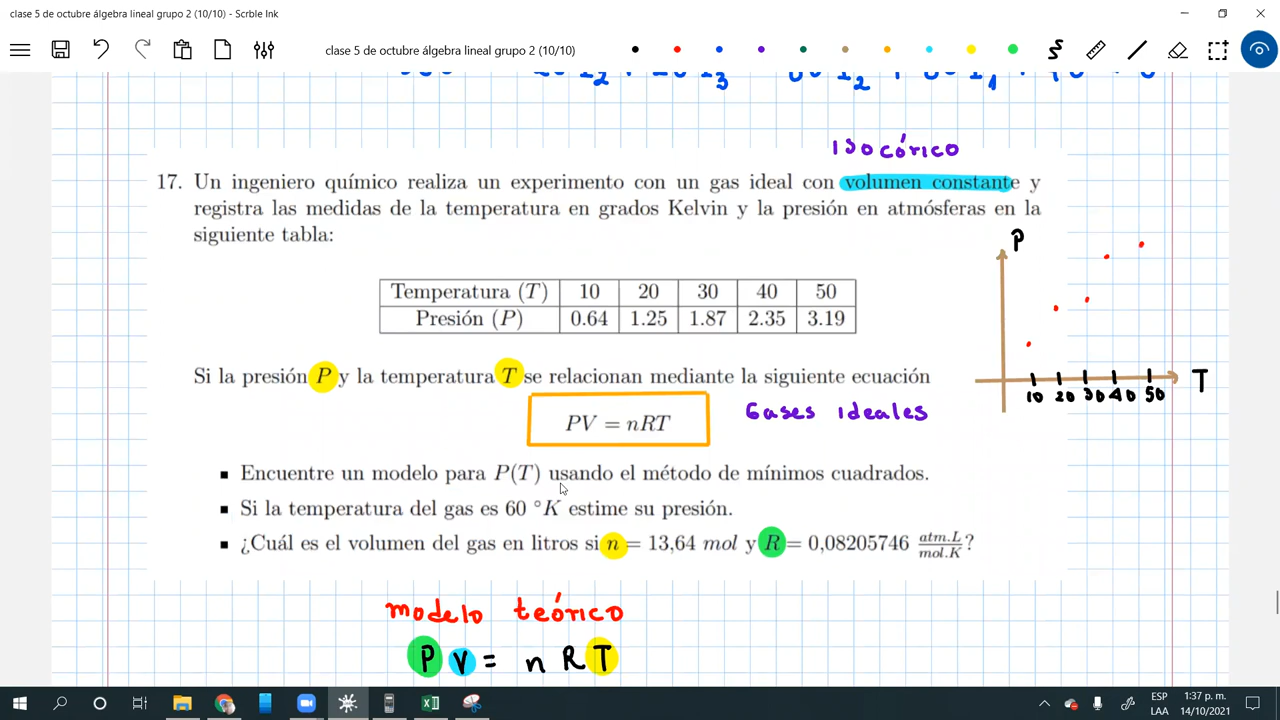 clase 5 de octubre álgebra lineal grupo 2 (10/10) - Scrble Ink
clase 5 de octubre álgebra lineal grupo 2 (10/10)
Isocórico
17. Un ingeniero químico realiza un experimento con un gas ideal con volumen constante y
registra las medidas de la temperatura en grados Kelvin y la presión en atmósferas en la
siguiente tabla:
P
Temperatura (T) 10 20 30 40 50
Presión (P) 0.64 1.25 1.87 2.35 3.19
Si la presión P y la temperatura T se relacionan mediante la siguiente ecuación
T
10 20 30 40 50
Gases ideales
PV = nRT
▪ Encuentre un modelo para P(T) usando el método de mínimos cuadrados.
▪ Si la temperatura del gas es 60 °K estime su presión.
▪ ¿Cuál es el volumen del gas en litros si n = 13,64 mol y R = 0,08205746 atm.L/mol.K?
modelo teórico
PV = nRT
ESP
LAA
1:37 p. m.
14/10/2021